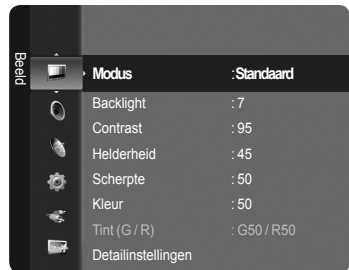 Beeld
Modus :Standaard
Backlight : 7
Contrast : 95
Helderheid : 45
Scherpte : 50
Kleur : 50
Tint (G / R) : G50 / R50
Detailinstellingen